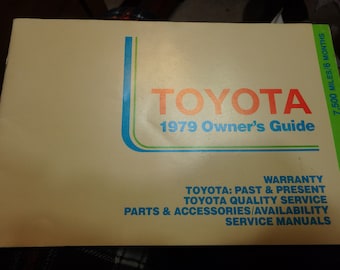 TOYOTA
1979 Owner's Guide
WARRANTY
TOYOTA: PAST & PRESENT
TOYOTA QUALITY SERVICE
PARTS & ACCESSORIES/AVAILABILITY
SERVICE MANUALS
7,500 MILES/6 MONTHS